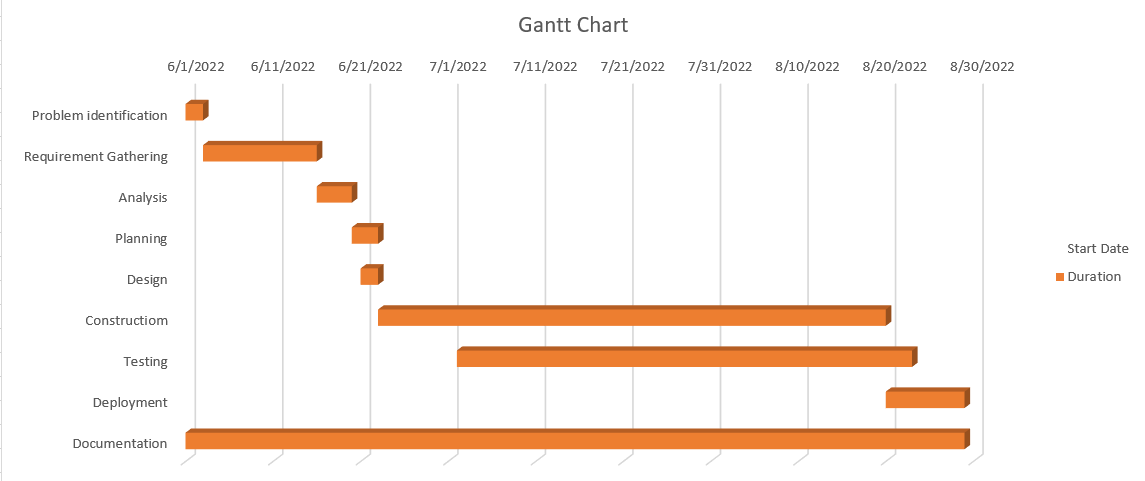 Gantt Chart
6/1/2022 6/11/2022 6/21/2022 7/1/2022 7/11/2022 7/21/2022 7/31/2022 8/10/2022 8/20/2022 8/30/2022
Problem identification
Requirement Gathering
Analysis
Planning
Design
Constructiom
Testing
Deployment
Documentation
Start Date
Duration